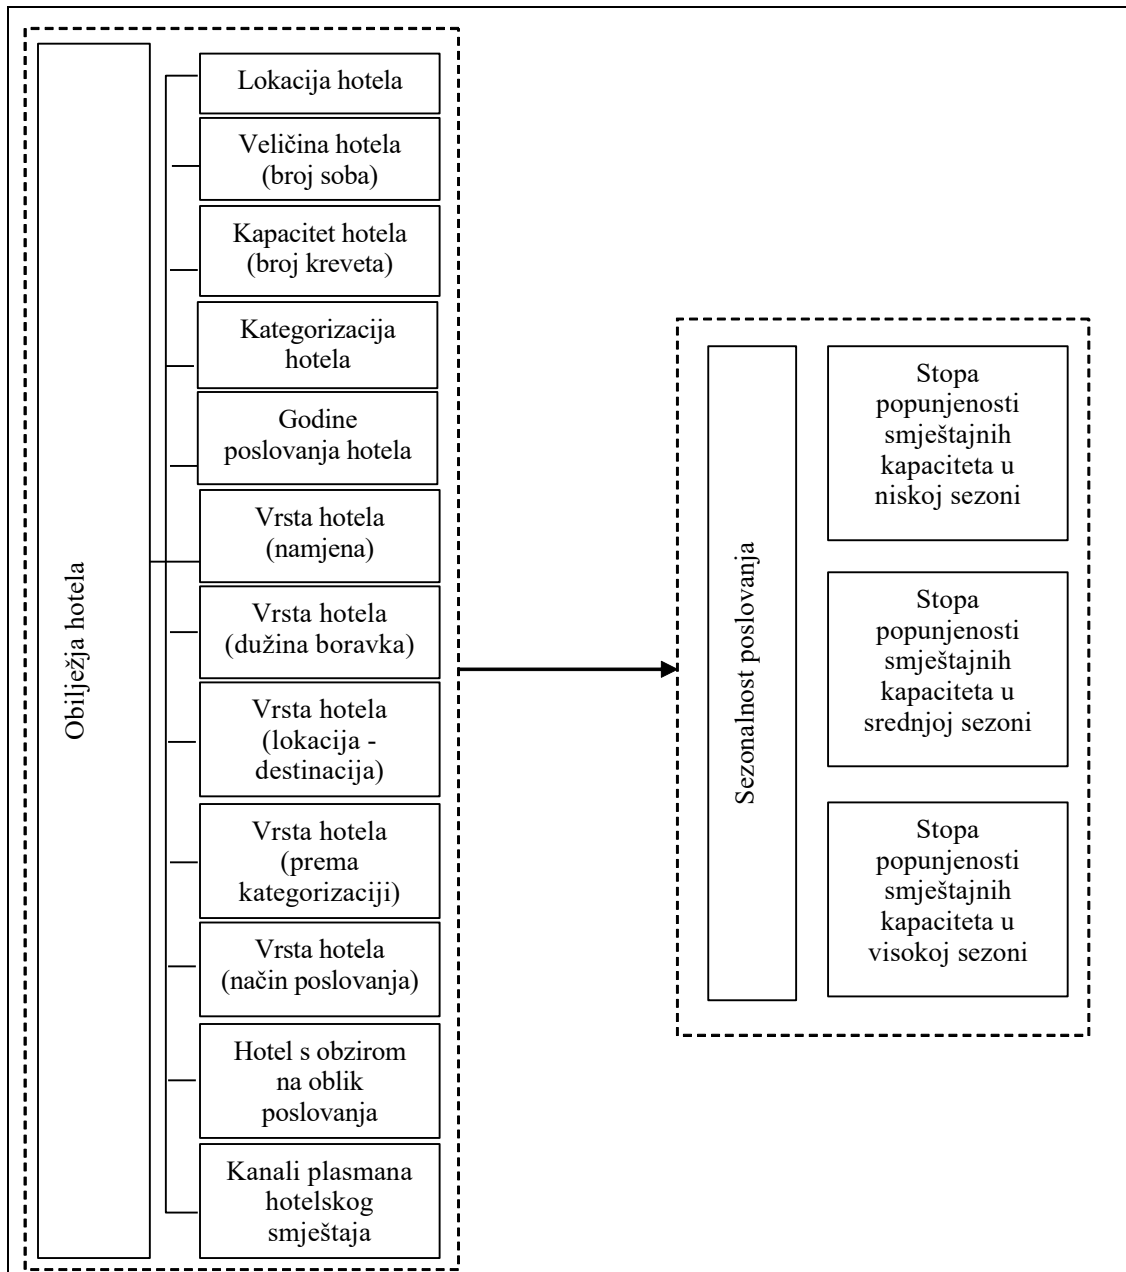 Obilježja hotela
Lokacija hotela
Veličina hotela
(broj soba)
Kapacitet hotela
(broj kreveta)
Kategorizacija
hotela
Godine
poslovanja hotela
Vrsta hotela
(namjena)
Vrsta hotela
(dužina boravka)
Vrsta hotela
(lokacija -
destinacija)
Vrsta hotela
(prema
kategorizaciji)
Vrsta hotela
(način poslovanja)
Hotel s obzirom
na oblik
poslovanja
Kanali plasmana
hotelskog
smještaja
Sezonalnost poslovanja
Stopa
popunjenosti
smještajnih
kapaciteta u
niskoj sezoni
Stopa
popunjenosti
smještajnih
kapaciteta u
srednjoj sezoni
Stopa
popunjenosti
smještajnih
kapaciteta u
visokoj sezoni